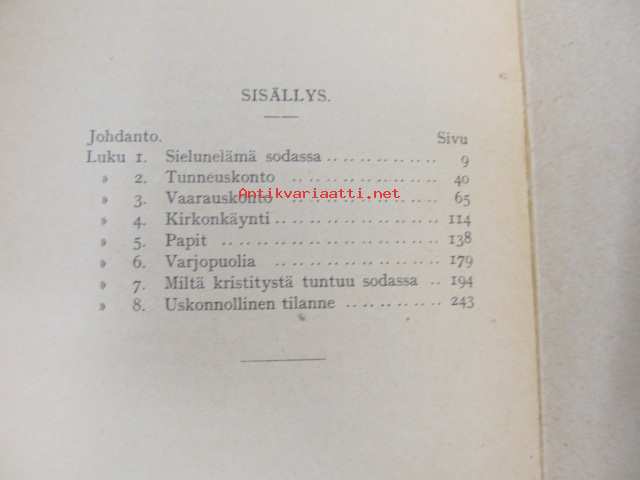 SISÄLLYS.
Johdanto. Sivu
Luku 1. Sielunelämä sodassa 9
» 2. Tunneuskonto 40
Antikvariaatti.net
» 3. Vaarauskonto 65
» 4. Kirkonkäynti 114
» 5. Papit 138
» 6. Varjopuolia 179
» 7. Miltä kristitystä tuntuu sodassa 194
» 8. Uskonnollinen tilanne 243